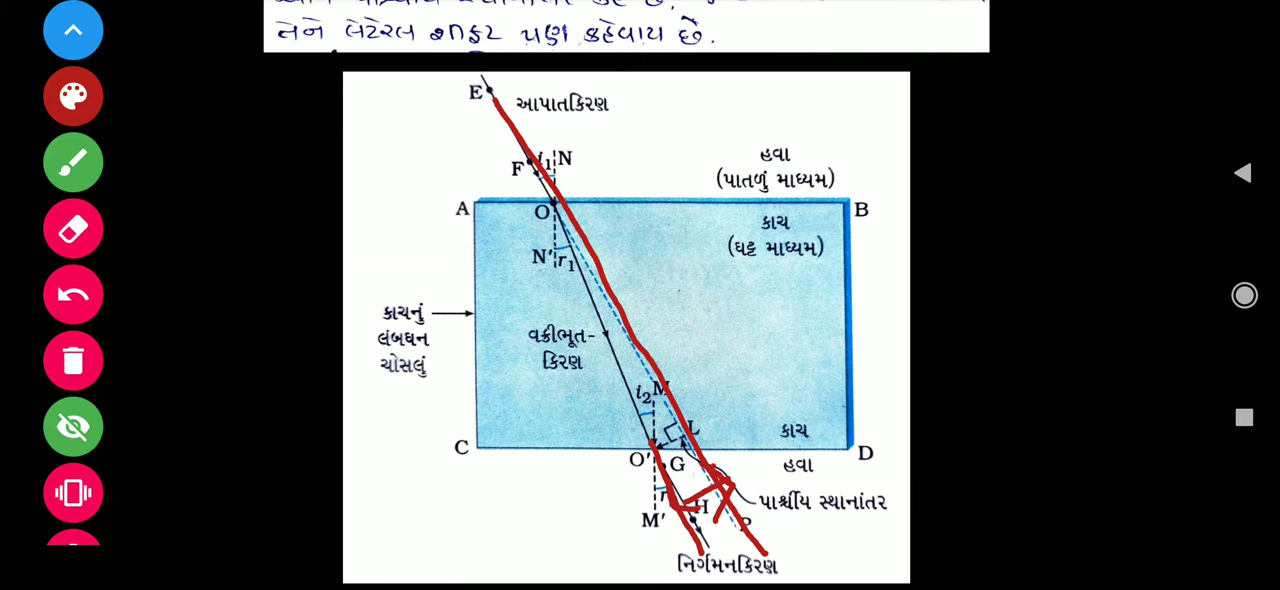 તેને લેટેરલ શીફ્ટ પણ કહેવાય છે.
E
આપાતકિરણ
F i₁ N
હવા
(પાતળું માધ્યમ)
A O B
કાચ
(ઘટ્ટ માધ્યમ)
N' r₁
કાચનું
લંબઘન
ચોસલું
વક્રીભૂત-
કિરણ
i₂ M
L
કાચ
C D
O' G
હવા
r
H
પાર્શ્વીય સ્થાનાંતર
M' P
નિર્ગમનકિરણ